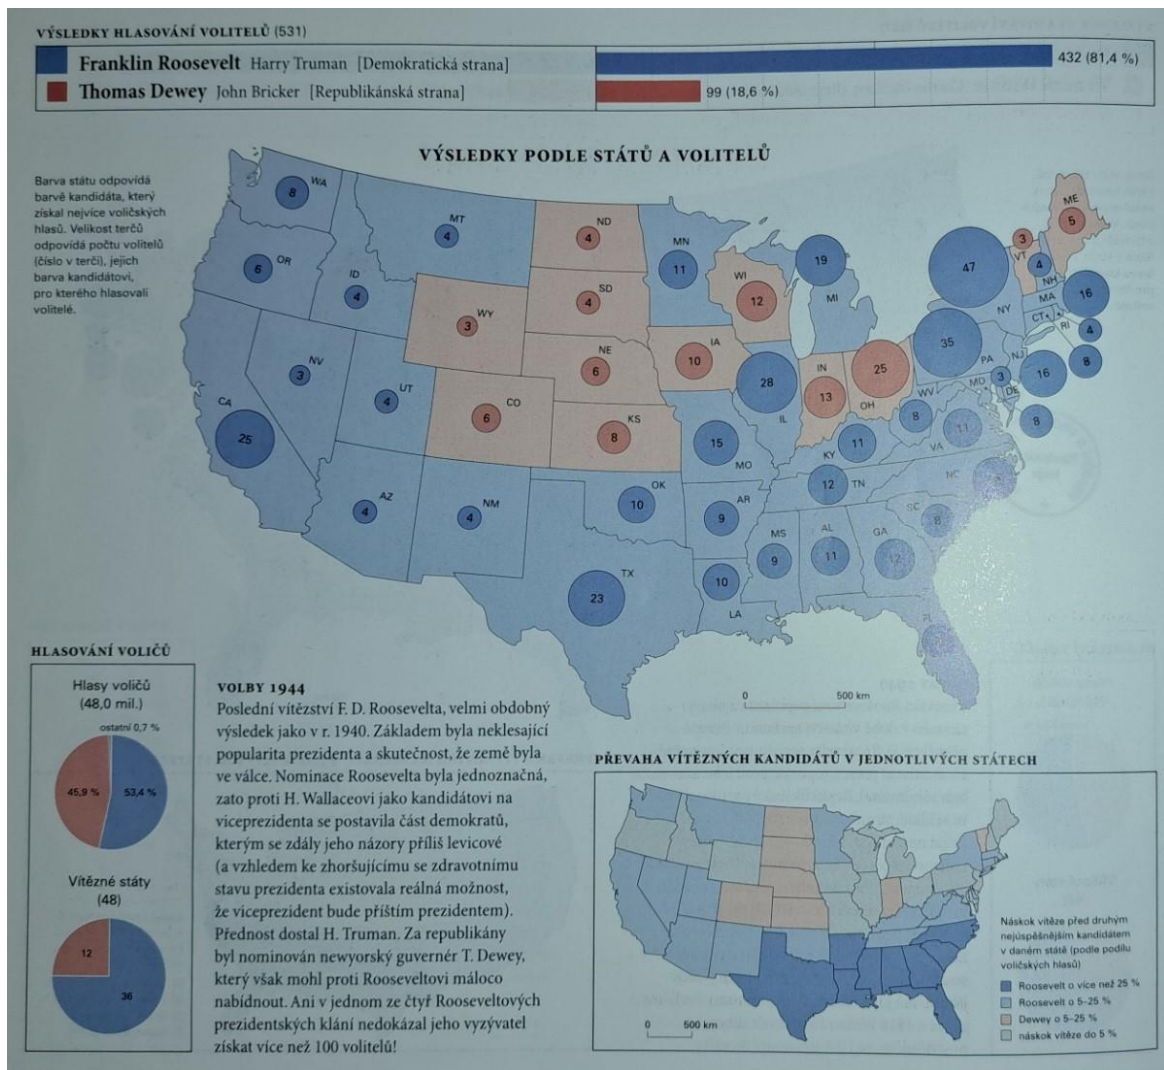 VÝSLEDKY HLASOVÁNÍ VOLITELŮ (531)
Franklin Roosevelt Harry Truman [Demokratická strana]
432 (81,4 %)
Thomas Dewey John Bricker [Republikánská strana]
99 (18,6 %)
VÝSLEDKY PODLE STÁTŮ A VOLITELŮ
Barva státu odpovídá
barvě kandidáta, který
získal nejvíce voličských
hlasů. Velikost terčů
odpovídá počtu volitelů
(číslo v terči), jejich
barva kandidátovi,
pro kterého hlasovali
volitelé.
WA
8
MT
4
ND
4
MN
11
19
MI
47
NY
3
VT
4
NH
ME
5
OR
6
ID
4
SD
4
WI
12
MA
16
CT
RI
4
8
WY
3
NE
6
IA
10
35
PA
NJ
16
NV
3
UT
4
CO
6
KS
8
28
IL
IN
13
25
OH
MD
3
DE
8
WV
8
CA
25
15
MO
KY
11
VA
11
AZ
4
NM
4
OK
10
AR
9
12
TN
NC
SC
8
TX
23
10
LA
MS
9
AL
11
GA
12
FL
0 500 km
HLASOVÁNÍ VOLIČŮ
Hlasy voličů
(48,0 mil.)
ostatní 0,7 %
45,9 %
53,4 %
Vítězné státy
(48)
12
36
VOLBY 1944
Poslední vítězství F. D. Roosevelta, velmi obdobný
výsledek jako v r. 1940. Základem byla neklesající
popularita prezidenta a skutečnost, že země byla
ve válce. Nominace Roosevelta byla jednoznačná,
zato proti H. Wallaceovi jako kandidátovi na
viceprezidenta se postavila část demokratů,
kterým se zdály jeho názory příliš levicové
(a vzhledem ke zhoršujícímu se zdravotnímu
stavu prezidenta existovala reálná možnost,
že viceprezident bude příštím prezidentem).
Přednost dostal H. Truman. Za republikány
byl nominován newyorský guvernér T. Dewey,
který však mohl proti Rooseveltovi máloco
nabídnout. Ani v jednom ze čtyř Rooseveltových
prezidentských klání nedokázal jeho vyzývatel
získat více než 100 volitelů!
PŘEVAHA VÍTĚZNÝCH KANDIDÁTŮ V JEDNOTLIVÝCH STÁTECH
Náskok vítěze před druhým
nejúspěšnějším kandidátem
v daném státě (podle podílu
voličských hlasů)
Roosevelt o více než 25 %
Roosevelt o 5–25 %
Dewey o 5–25 %
náskok vítěze do 5 %
0 500 km